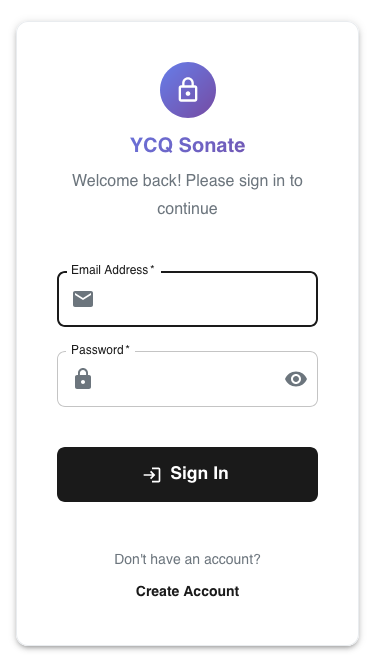 YCQ Sonate
Welcome back! Please sign in to
continue
Email Address *
Password *
Sign In
Don't have an account?
Create Account